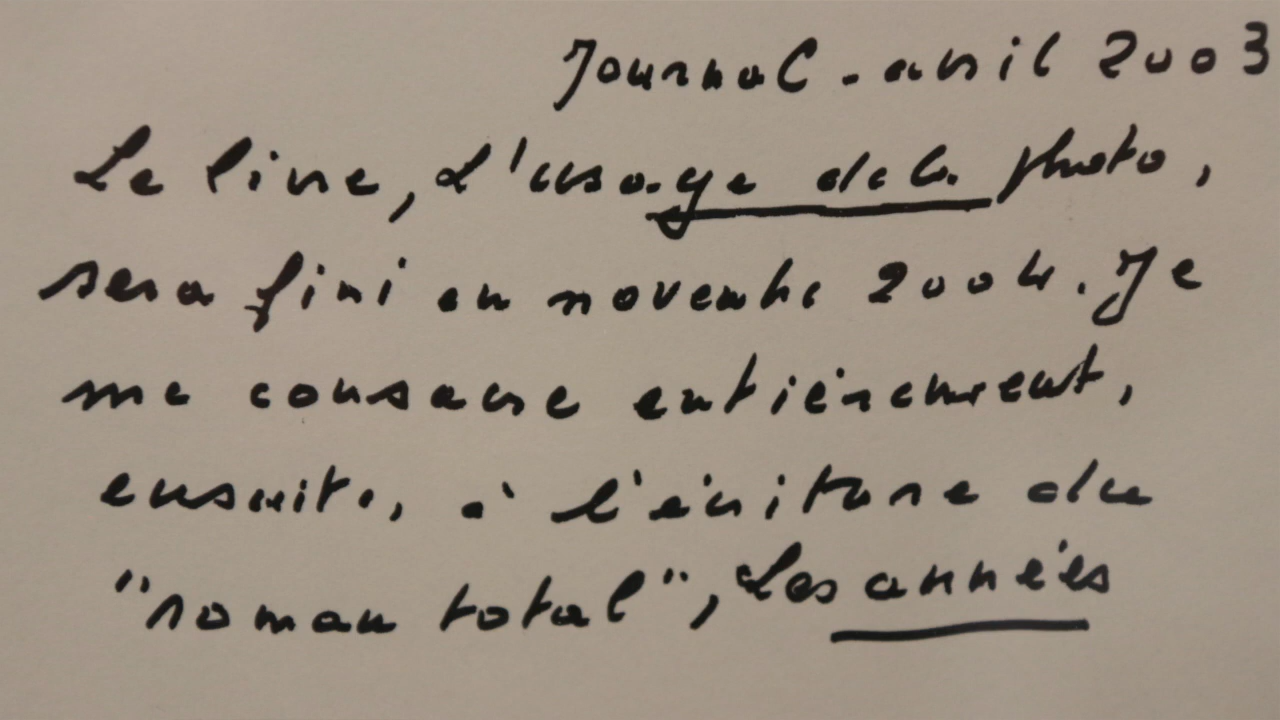 Journal - avril 2003
Le livre, L'usage de la photo,
sera fini en novembre 2004. Je
me consacre entièrement,
ensuite, à l'écriture du
"roman total", Les années